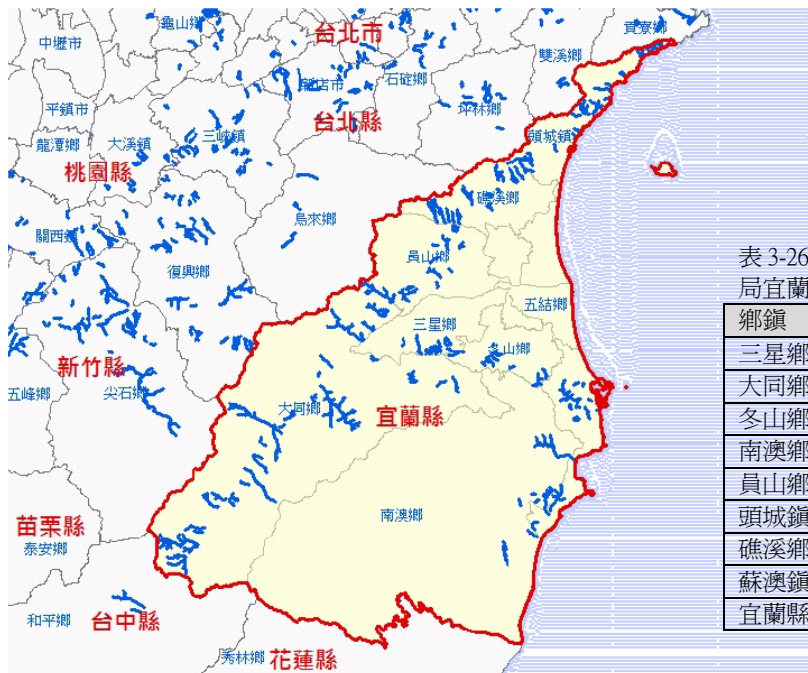 龜山鄉
貢寮鄉
台北市
中壢市
雙溪鄉
石碇鄉
新店市
坪林鄉
平鎮市
台北縣
三峽鎮
頭城鎮
龍潭鄉
大溪鎮
桃園縣
礁溪鄉
烏來鄉
關西鎮
員山鄉
復興鄉
五結鄉
三星鄉
冬山鄉
新竹縣
五峰鄉
尖石鄉
大同鄉
宜蘭縣
南澳鄉
苗栗縣
泰安鄉
和平鄉
台中縣
秀林鄉
花蓮縣
表 3-26
局宜蘭
鄉鎮
三星鄉
大同鄉
冬山鄉
南澳鄉
員山鄉
頭城鎮
礁溪鄉
蘇澳鎮
宜蘭縣